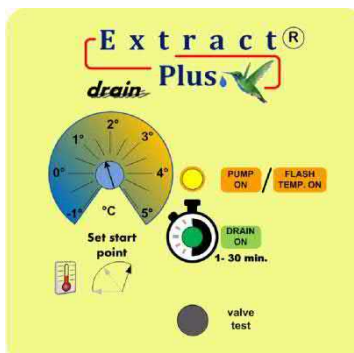 Extract®
Plus
drain
2°
1° 3°
0° 4°
-1° °C 5°
PUMP ON / FLASH TEMP. ON
Set start
point
DRAIN
ON
1- 30 min.
valve
test